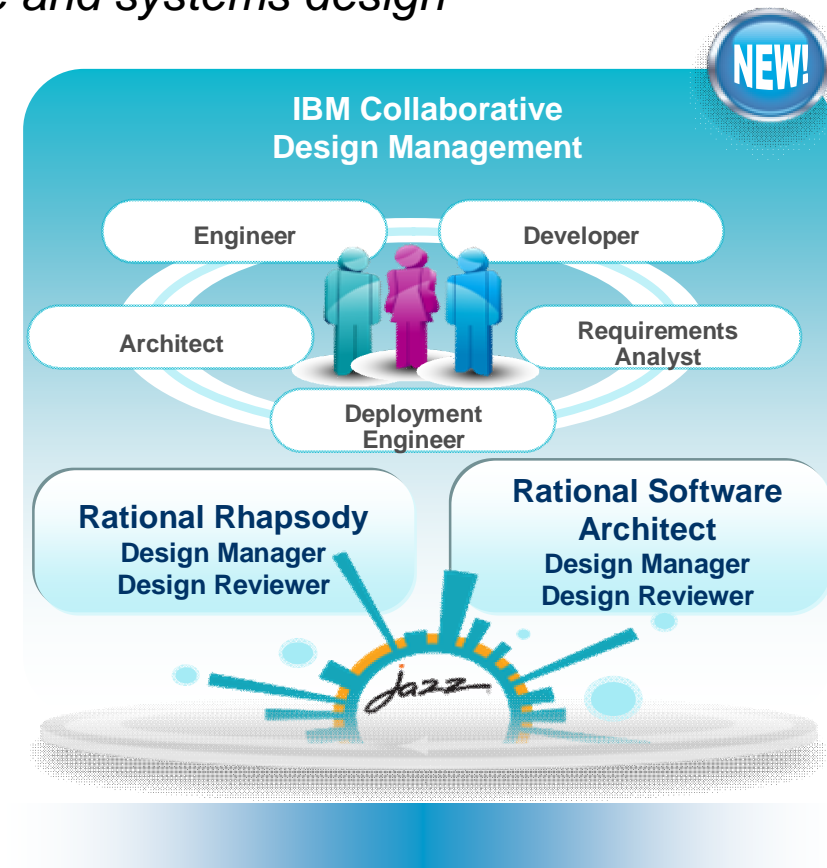 and systems design
NEW!
IBM Collaborative
Design Management
Engineer
Developer
Architect
Requirements
Analyst
Deployment
Engineer
Rational Rhapsody
Design Manager
Design Reviewer
Rational Software
Architect
Design Manager
Design Reviewer
jazz